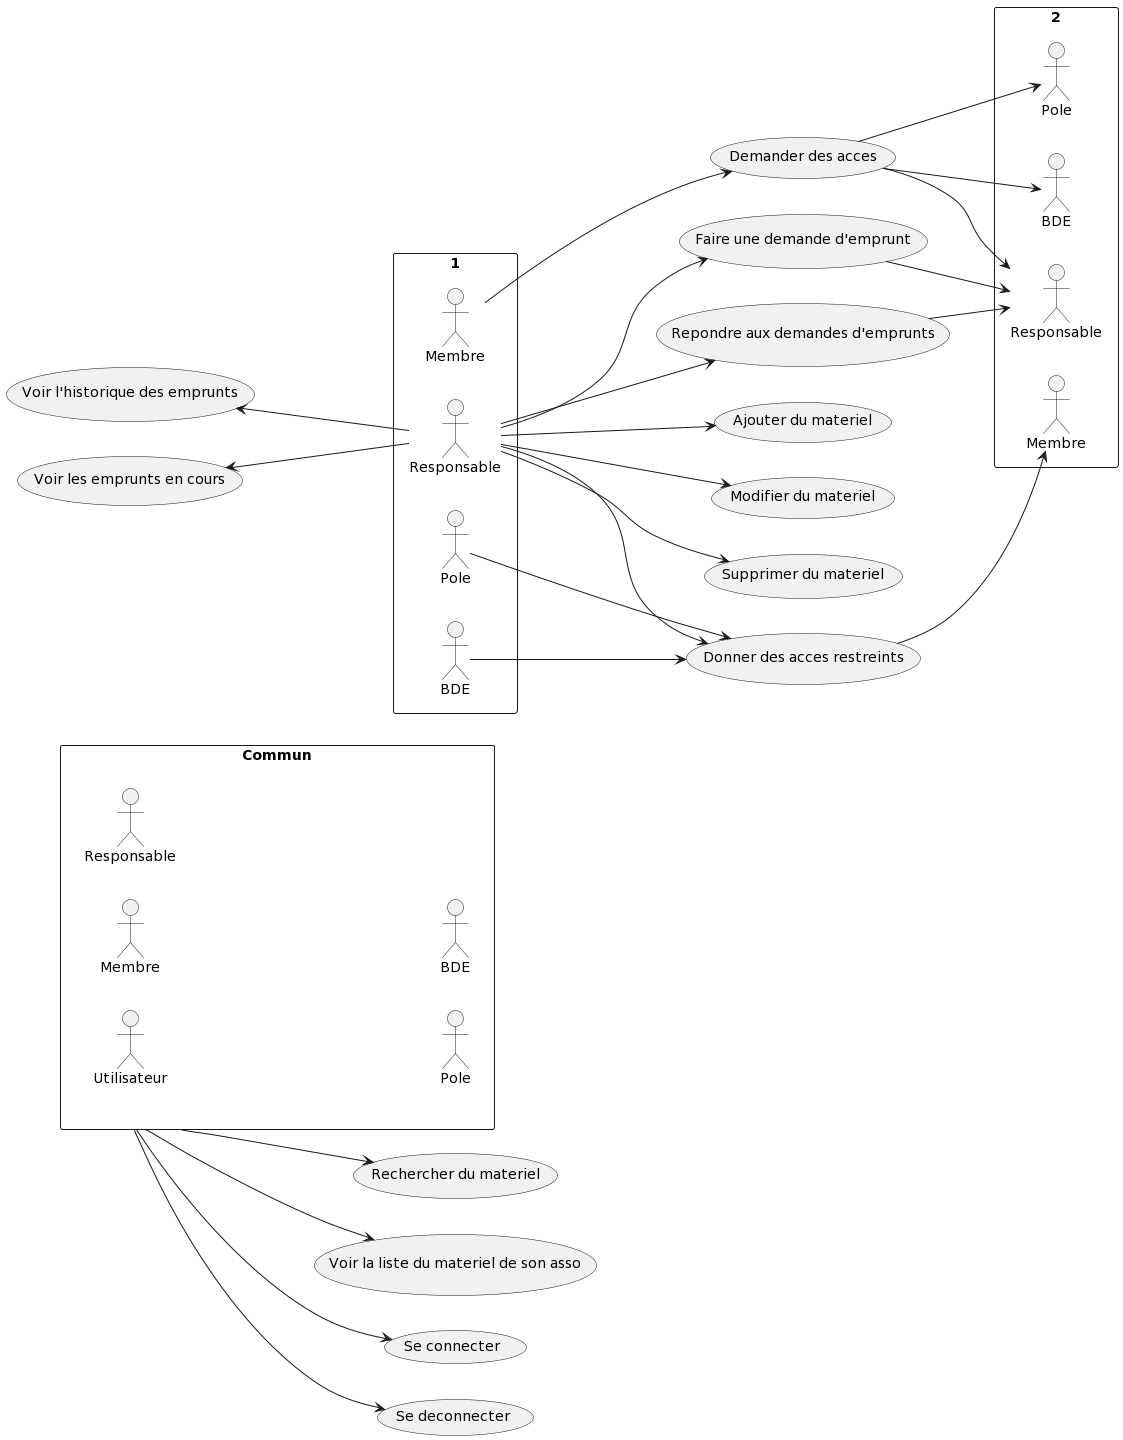 2
Pole
Demander des acces
BDE
Faire une demande d'emprunt
1
Responsable
Repondre aux demandes d'emprunts
Membre
Voir l'historique des emprunts
Ajouter du materiel
Membre
Responsable
Voir les emprunts en cours
Modifier du materiel
Supprimer du materiel
Pole
Donner des acces restreints
BDE
Commun
Responsable
Membre
BDE
Utilisateur
Pole
Rechercher du materiel
Voir la liste du materiel de son asso
Se connecter
Se deconnecter